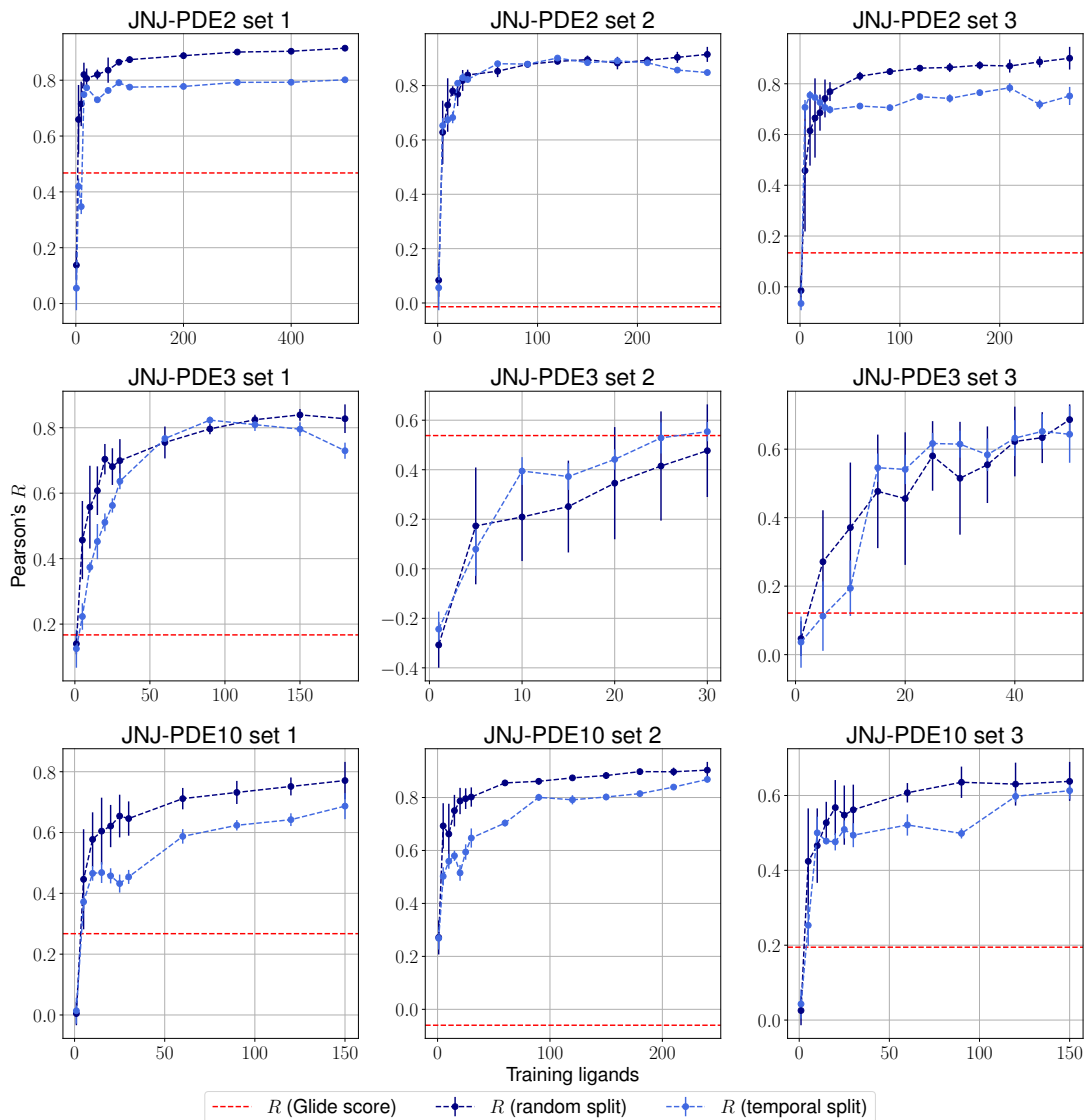 JNJ-PDE2 set 1 JNJ-PDE2 set 2 JNJ-PDE2 set 3
0.8 0.8 0.8
0.6 0.6 0.6
0.4 0.4 0.4
0.2 0.2 0.2
0.0 0.0 0.0
0 200 400 0 100 200 0 100 200
JNJ-PDE3 set 1 JNJ-PDE3 set 2 JNJ-PDE3 set 3
Pearson's R
0.8 0.6 0.6
0.6 0.4 0.4
0.4 0.2 0.2
0.2 0.0 0.0
−0.2
−0.4
0 50 100 150 0 10 20 30 0 20 40
JNJ-PDE10 set 1 JNJ-PDE10 set 2 JNJ-PDE10 set 3
0.8 0.8 0.6
0.6 0.6 0.4
0.4 0.4 0.2
0.2 0.2 0.0
0.0 0.0
0 50 100 150 0 100 200 0 50 100 150
Training ligands
R (Glide score) R (random split) R (temporal split)